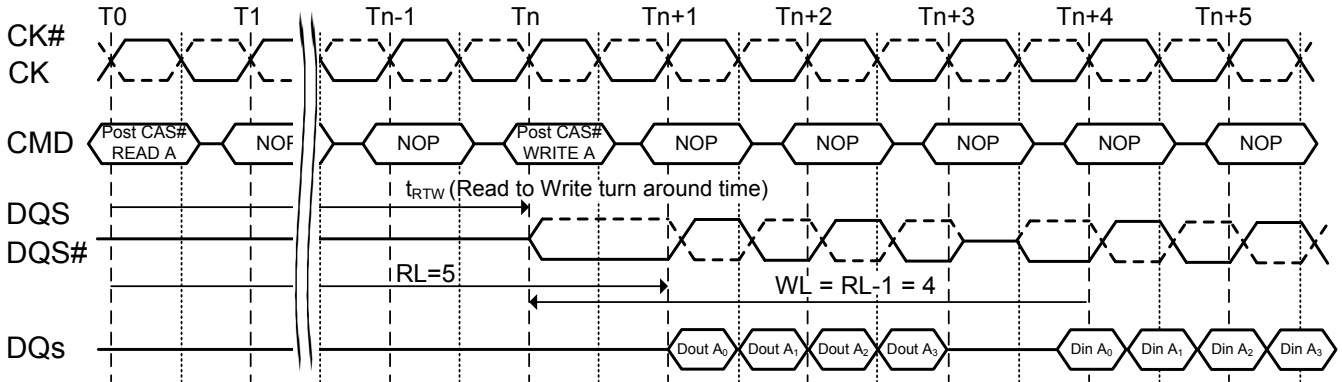 T0 T1 Tn-1 Tn Tn+1 Tn+2 Tn+3 Tn+4 Tn+5
CK#
CK
CMD
Post CAS# READ A
NOP
NOP
Post CAS# WRITE A
NOP
NOP
NOP
NOP
NOP
tRTW (Read to Write turn around time)
DQS
DQS#
RL=5
WL = RL-1 = 4
DQs
Dout A0 Dout A1 Dout A2 Dout A3 Din A0 Din A1 Din A2 Din A3